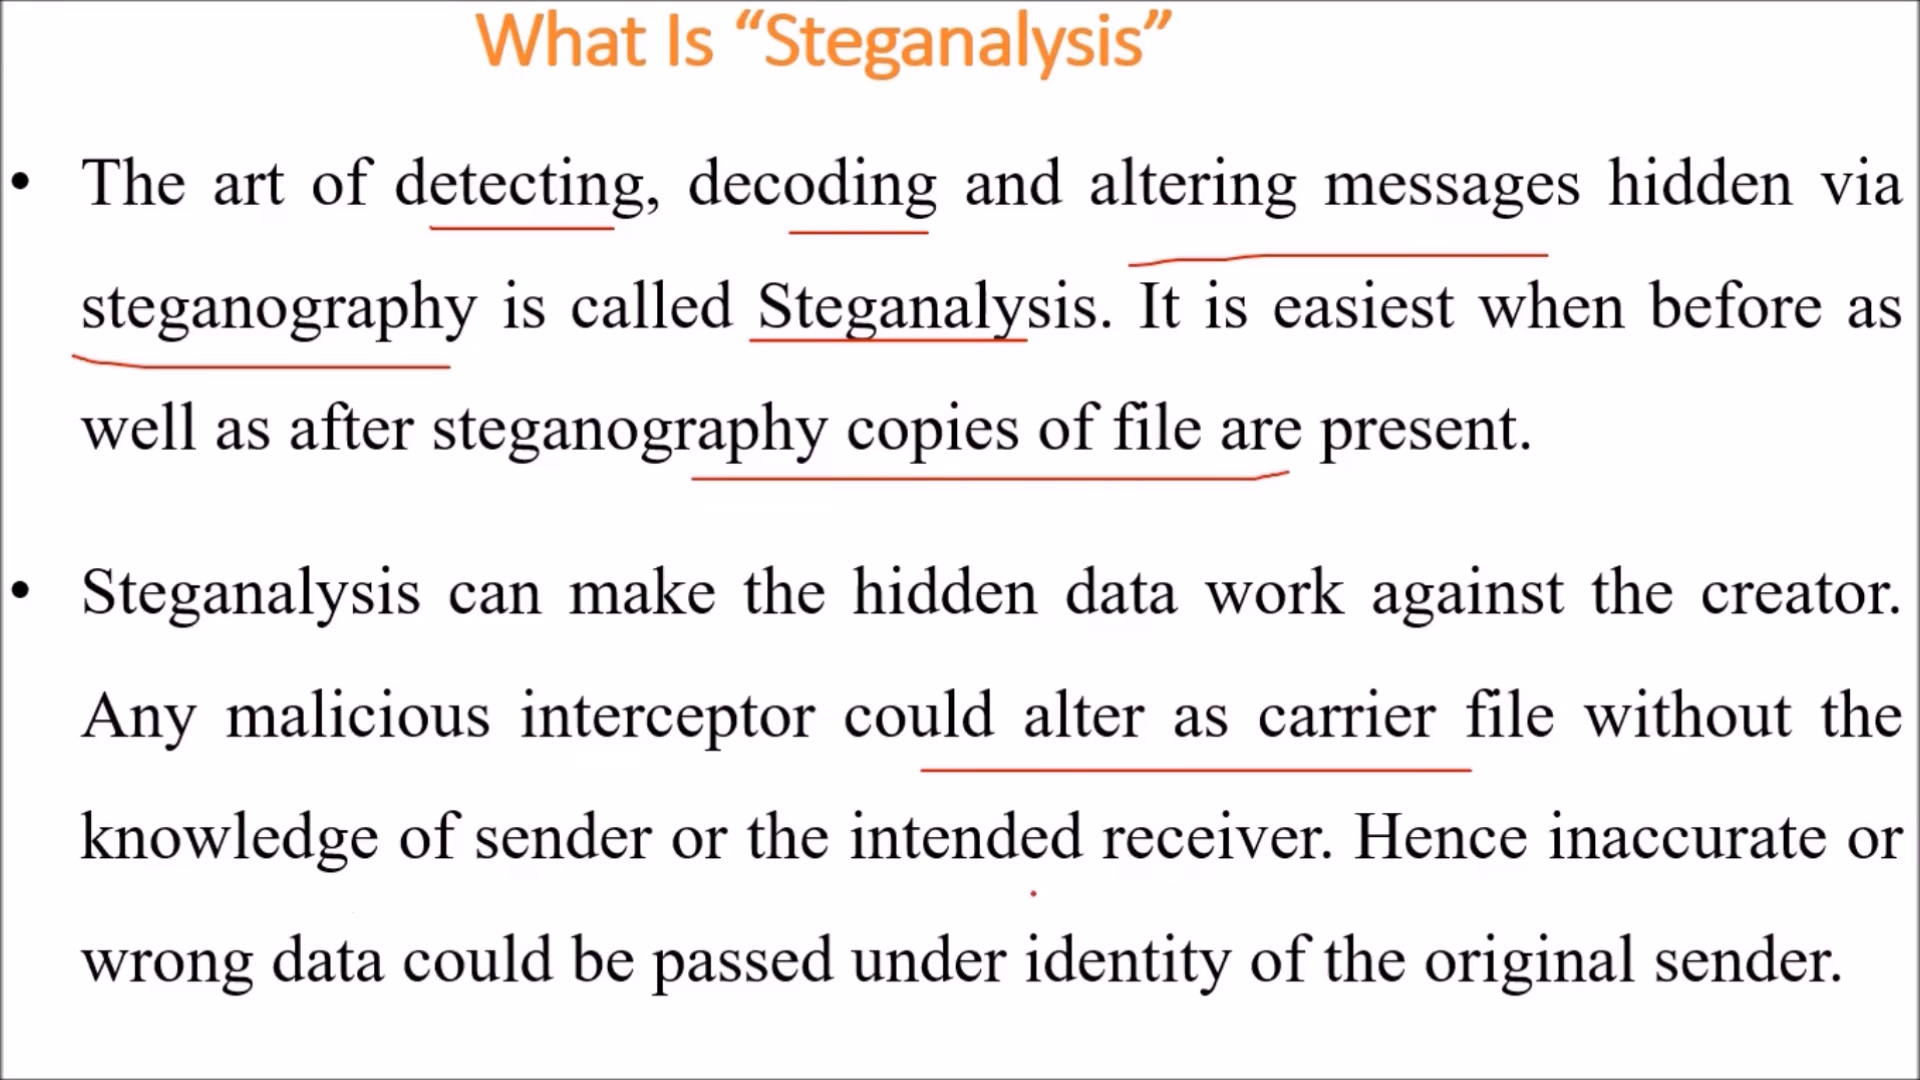 What Is “Steganalysis”
• The art of detecting, decoding and altering messages hidden via
steganography is called Steganalysis. It is easiest when before as
well as after steganography copies of file are present.
• Steganalysis can make the hidden data work against the creator.
Any malicious interceptor could alter as carrier file without the
knowledge of sender or the intended receiver. Hence inaccurate or
wrong data could be passed under identity of the original sender.